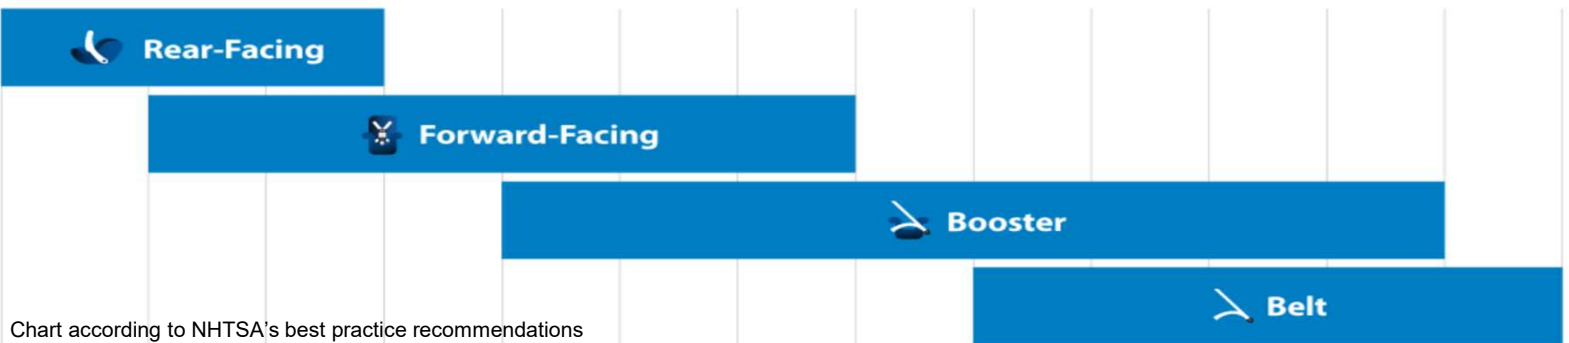 Rear-Facing
Forward-Facing
Booster
Belt
Chart according to NHTSA's best practice recommendations